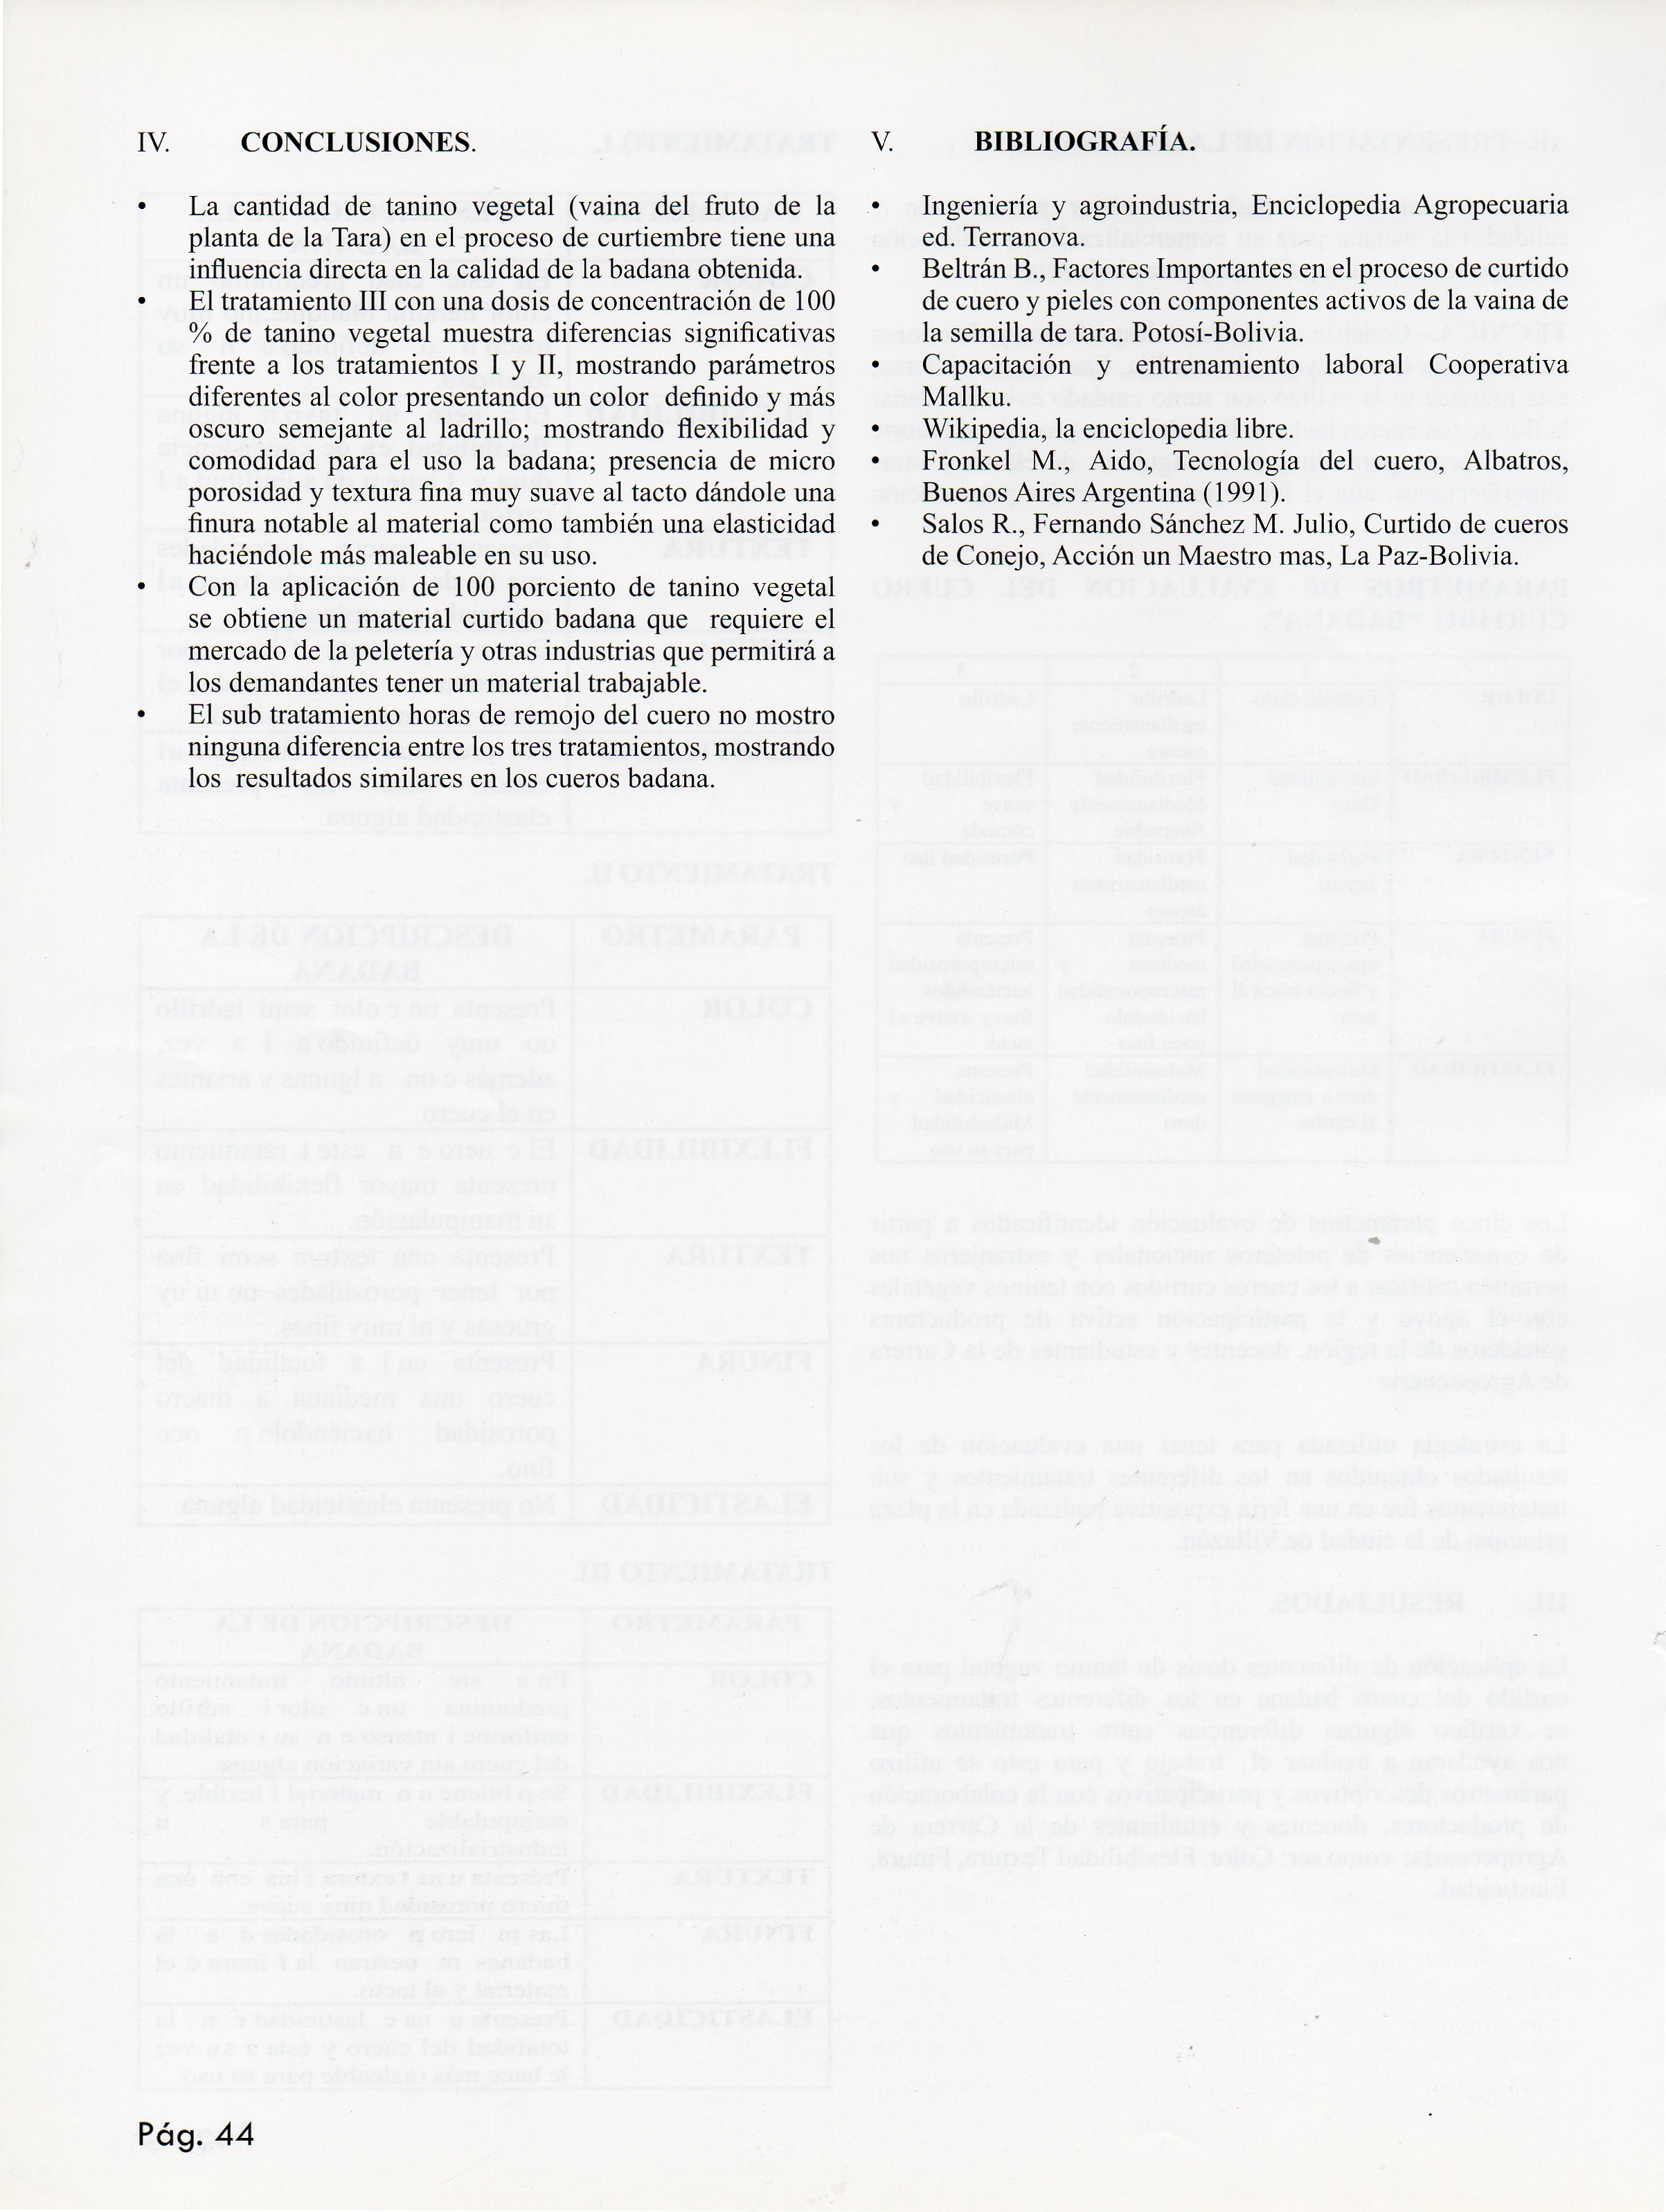 IV. CONCLUSIONES.
• La cantidad de tanino vegetal (vaina del fruto de la
planta de la Tara) en el proceso de curtiembre tiene una
influencia directa en la calidad de la badana obtenida.
• El tratamiento III con una dosis de concentración de 100
% de tanino vegetal muestra diferencias significativas
frente a los tratamientos I y II, mostrando parámetros
diferentes al color presentando un color definido y más
oscuro semejante al ladrillo; mostrando flexibilidad y
comodidad para el uso la badana; presencia de micro
porosidad y textura fina muy suave al tacto dándole una
finura notable al material como también una elasticidad
haciéndole más maleable en su uso.
• Con la aplicación de 100 porciento de tanino vegetal
se obtiene un material curtido badana que requiere el
mercado de la peletería y otras industrias que permitirá a
los demandantes tener un material trabajable.
• El sub tratamiento horas de remojo del cuero no mostro
ninguna diferencia entre los tres tratamientos, mostrando
los resultados similares en los cueros badana.
V. BIBLIOGRAFÍA.
• Ingeniería y agroindustria, Enciclopedia Agropecuaria
ed. Terranova.
• Beltrán B., Factores Importantes en el proceso de curtido
de cuero y pieles con componentes activos de la vaina de
la semilla de tara. Potosí-Bolivia.
• Capacitación y entrenamiento laboral Cooperativa
Mallku.
• Wikipedia, la enciclopedia libre.
• Fronkel M., Aido, Tecnología del cuero, Albatros,
Buenos Aires Argentina (1991).
• Salos R., Fernando Sánchez M. Julio, Curtido de cueros
de Conejo, Acción un Maestro mas, La Paz-Bolivia.
Pág. 44